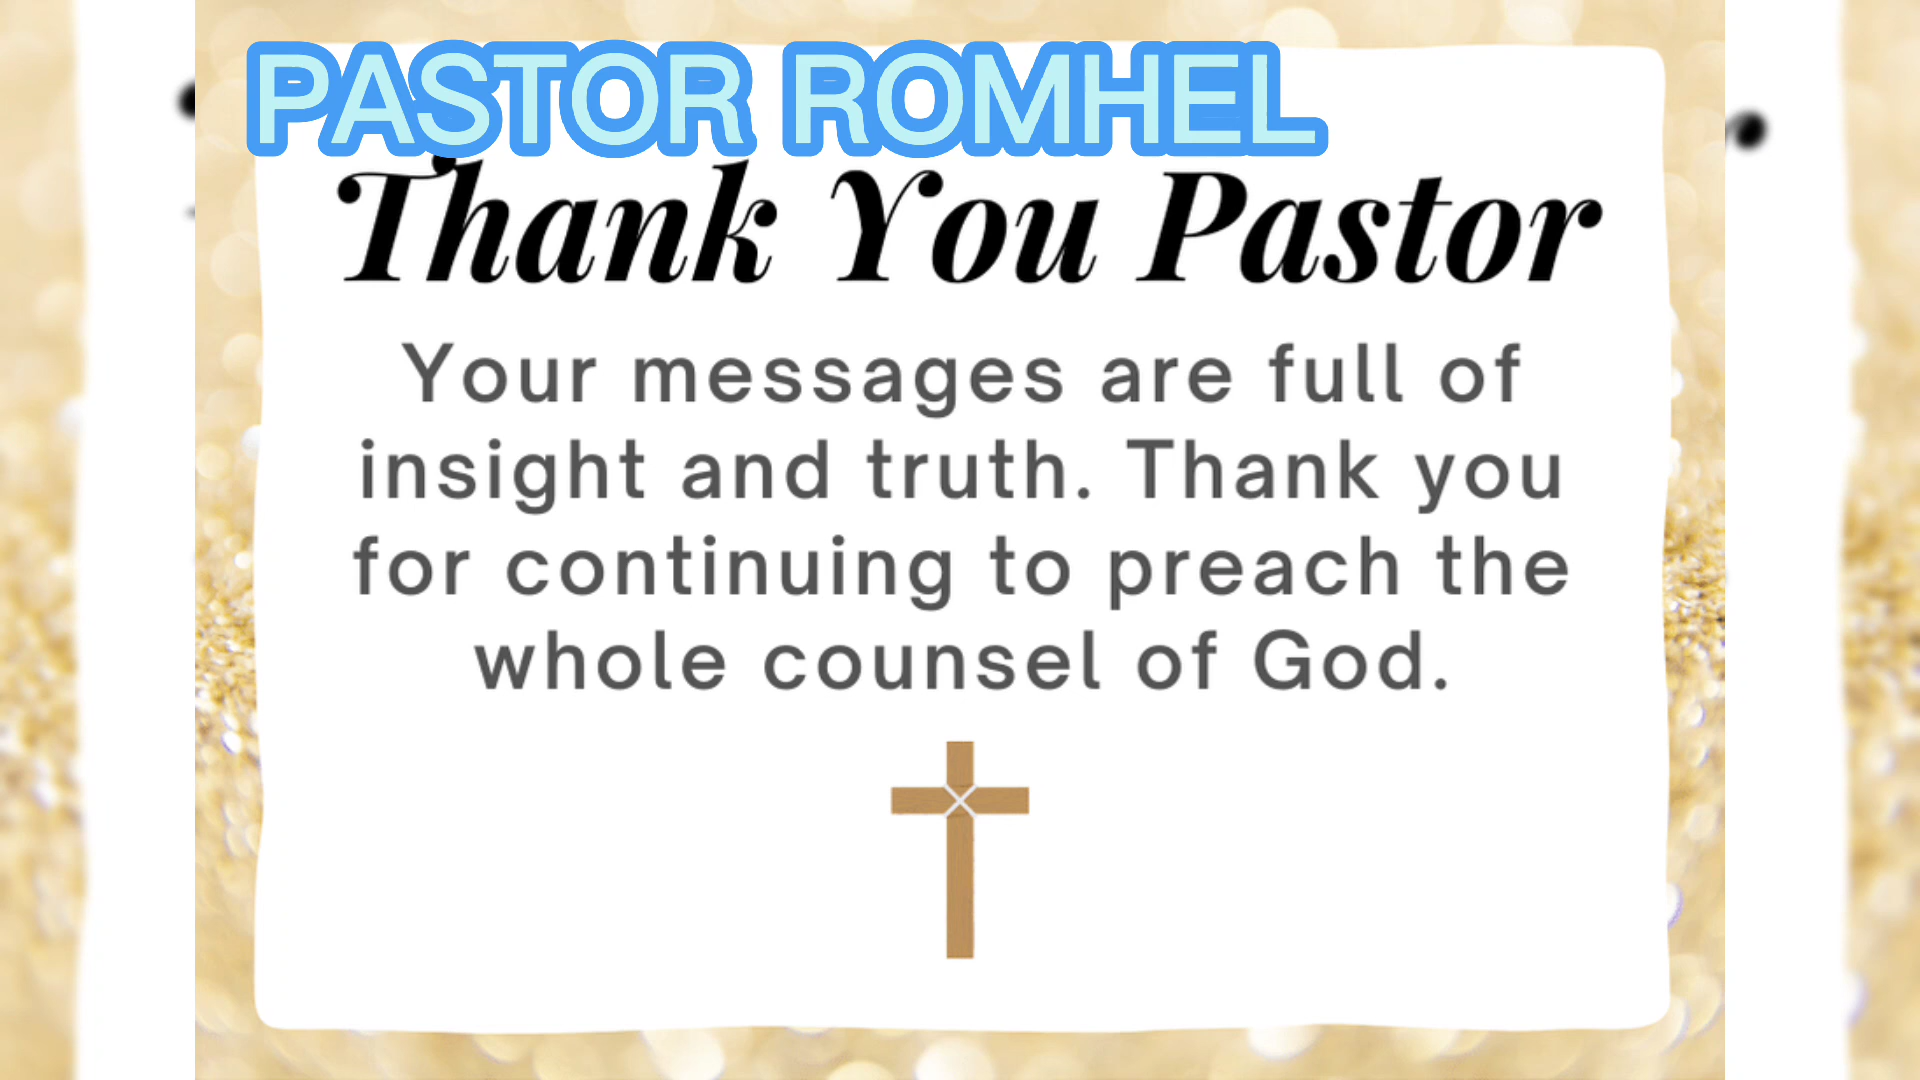 PASTOR ROMHEL
Thank You Pastor
Your messages are full of
insight and truth. Thank you
for continuing to preach the
whole counsel of God.